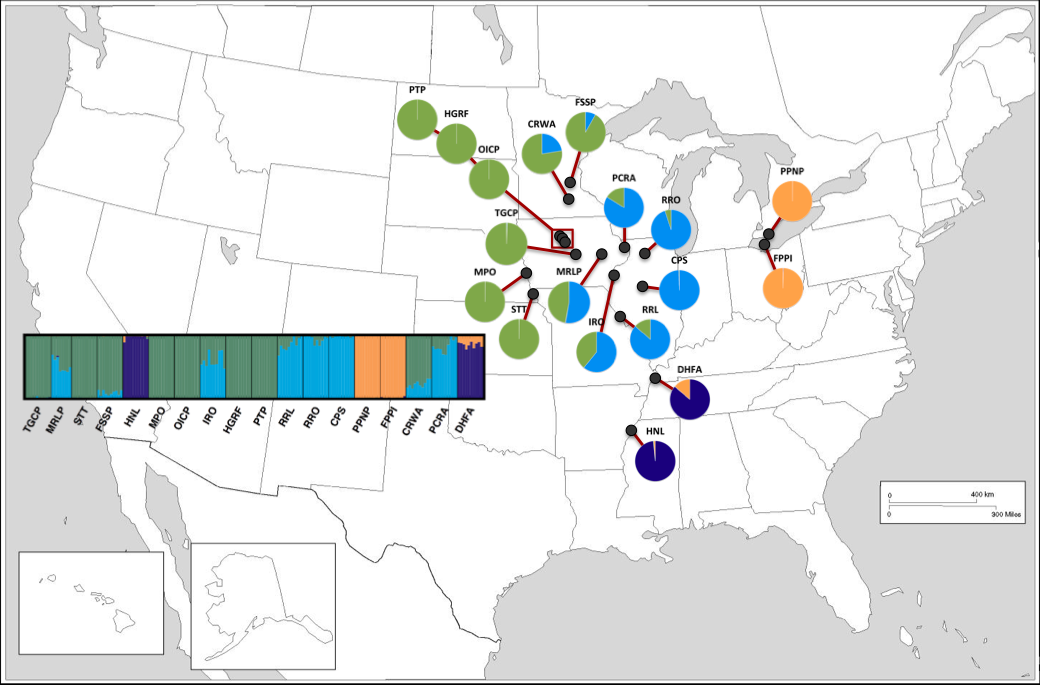 PTP
HGRF
OICP
CRWA
FSSP
PCRA
RRO
PPNP
TGCP
MPO
MRLP
CPS
FPPI
STT
IRO
RRL
DHFA
HNL
TGCP
MRLP
STT
FSSP
HNL
MPO
OICP
IRO
HGRF
PTP
RRL
RRO
CPS
PPNP
FPPI
CRWA
PCRA
DHFA
0 400 km
0 300 Miles